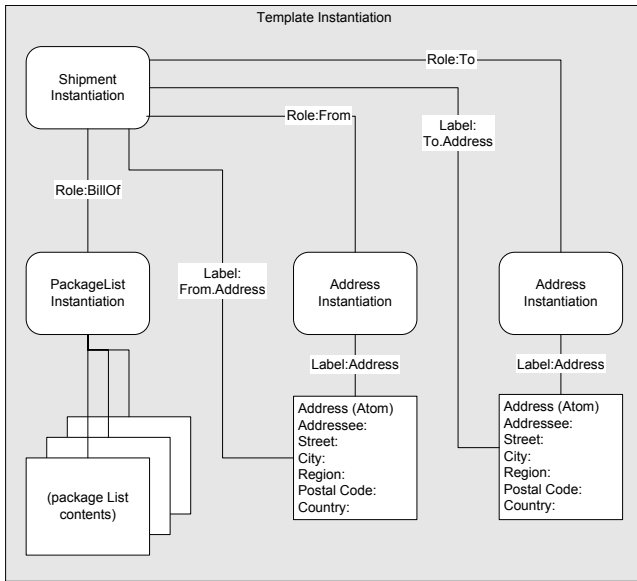 Template Instantiation
Shipment
Instantiation
Role:To
Role:From
Label:
To.Address
Role:BillOf
PackageList
Instantiation
Label:
From.Address
Address
Instantiation
Address
Instantiation
Label:Address
Label:Address
(package List
contents)
Address (Atom)
Addressee:
Street:
City:
Region:
Postal Code:
Country:
Address (Atom)
Addressee:
Street:
City:
Region:
Postal Code:
Country: